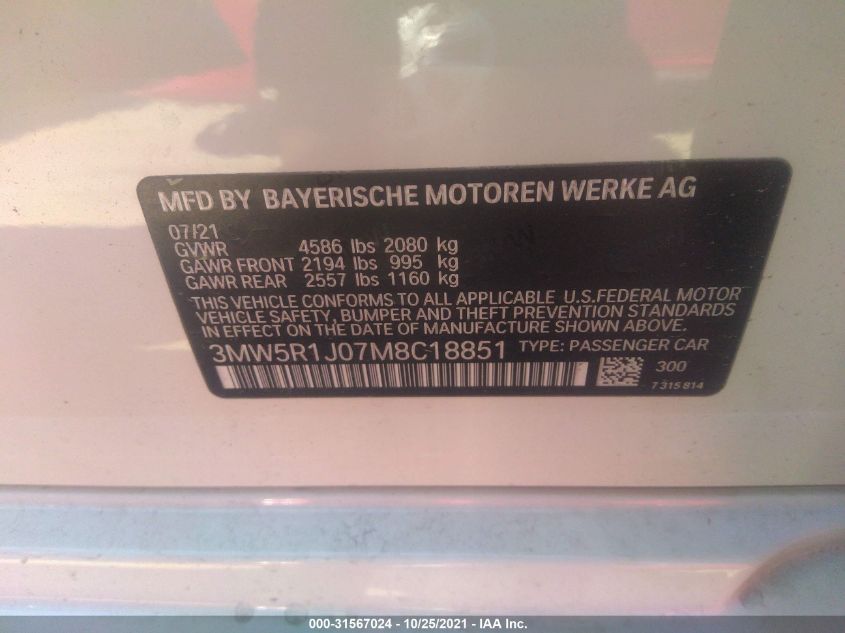 MFD BY BAYERISCHE MOTOREN WERKE AG
07/21
GVWR 4586 lbs 2080 kg
GAWR FRONT 2194 lbs 995 kg
GAWR REAR 2557 lbs 1160 kg
THIS VEHICLE CONFORMS TO ALL APPLICABLE U.S.FEDERAL MOTOR
VEHICLE SAFETY, BUMPER AND THEFT PREVENTION STANDARDS
IN EFFECT ON THE DATE OF MANUFACTURE SHOWN ABOVE.
3MW5R1J07M8C18851 TYPE: PASSENGER CAR
300
7 315 814
000-31567024 - 10/25/2021 - IAA Inc.